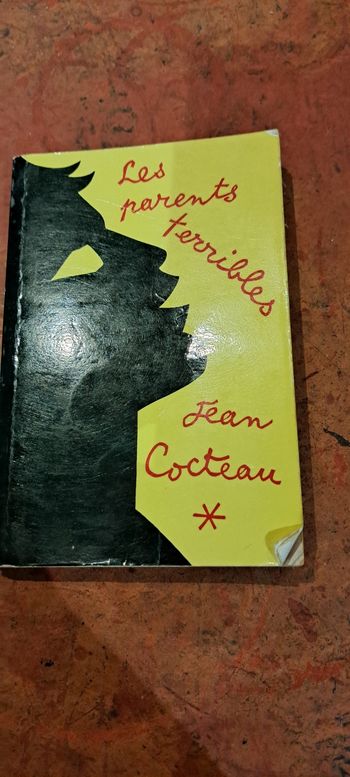 Les
parents
terribles
Jean
Cocteau
*